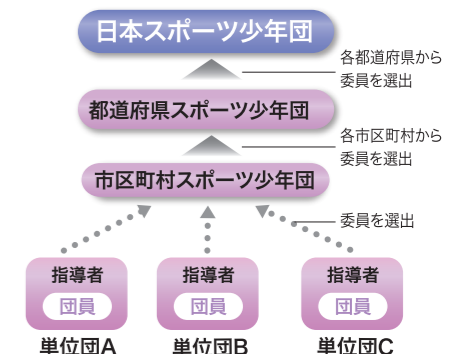 日本スポーツ少年団
各都道府県から
委員を選出
都道府県スポーツ少年団
各市区町村から
委員を選出
市区町村スポーツ少年団
委員を選出
指導者 指導者 指導者
団員 団員 団員
単位団A 単位団B 単位団C